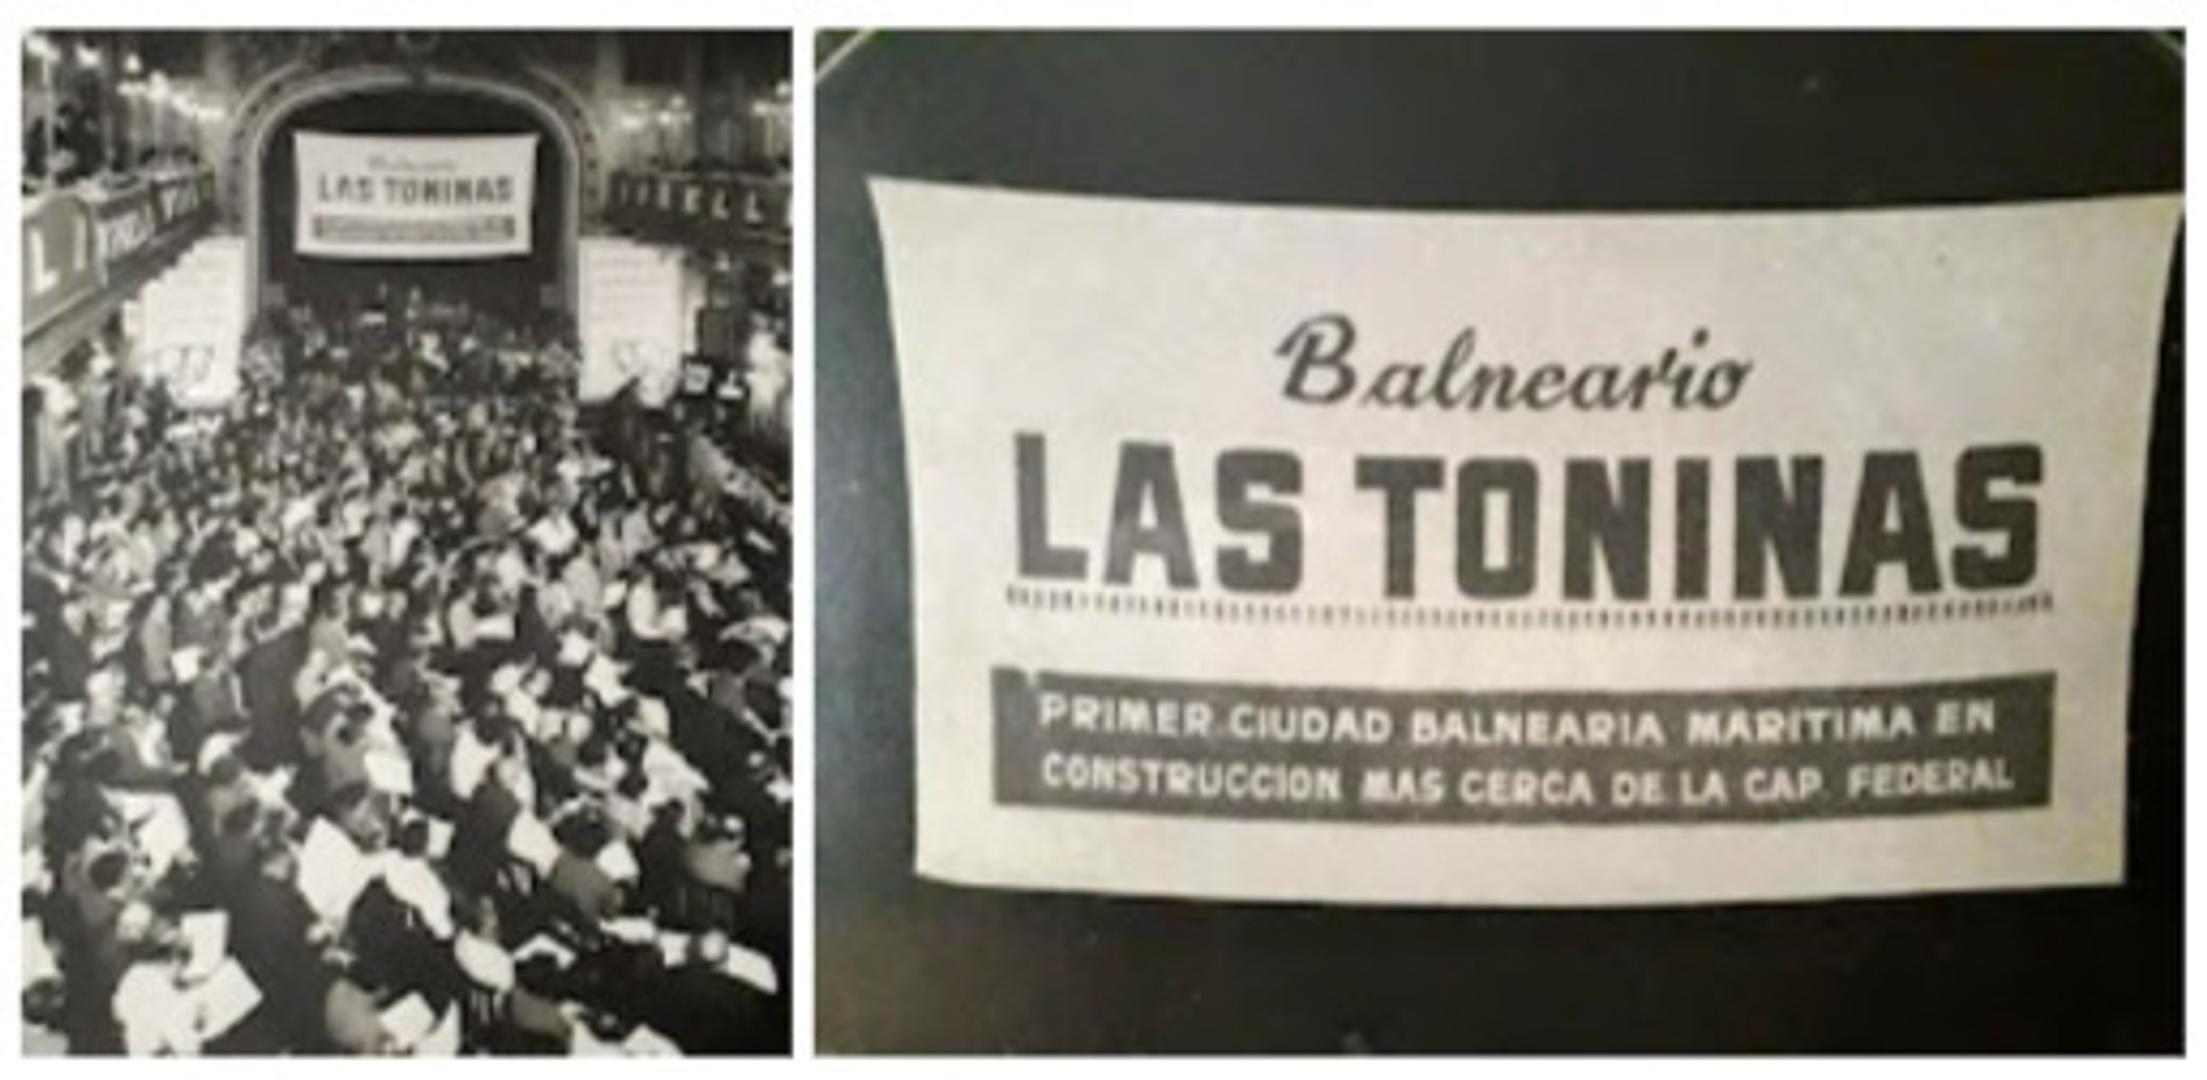 Balneario
LAS TONINAS
Balneario
LAS TONINAS
PRIMER CIUDAD BALNEARIA MARITIMA EN
CONSTRUCCION MAS CERCA DE LA CAP. FEDERAL